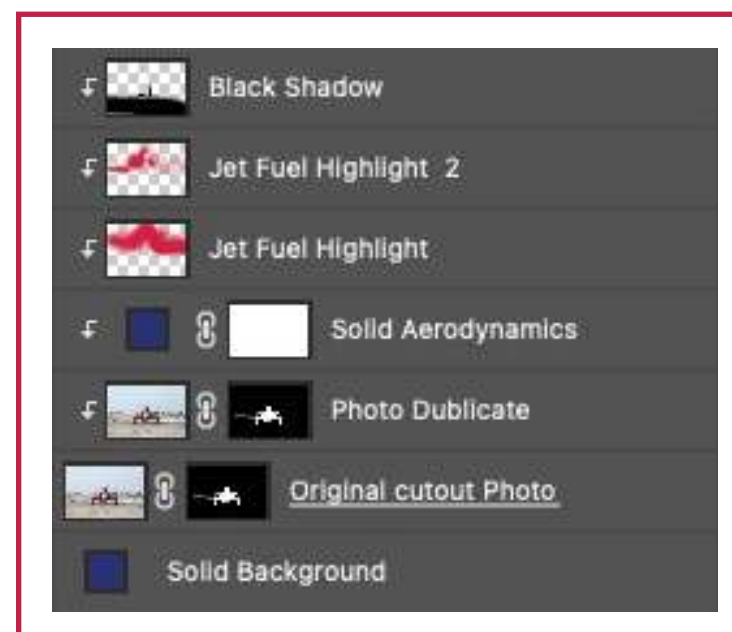 Black Shadow
Jet Fuel Highlight 2
Jet Fuel Highlight
Solid Aerodynamics
Photo Dublicate
Original cutout Photo
Solid Background